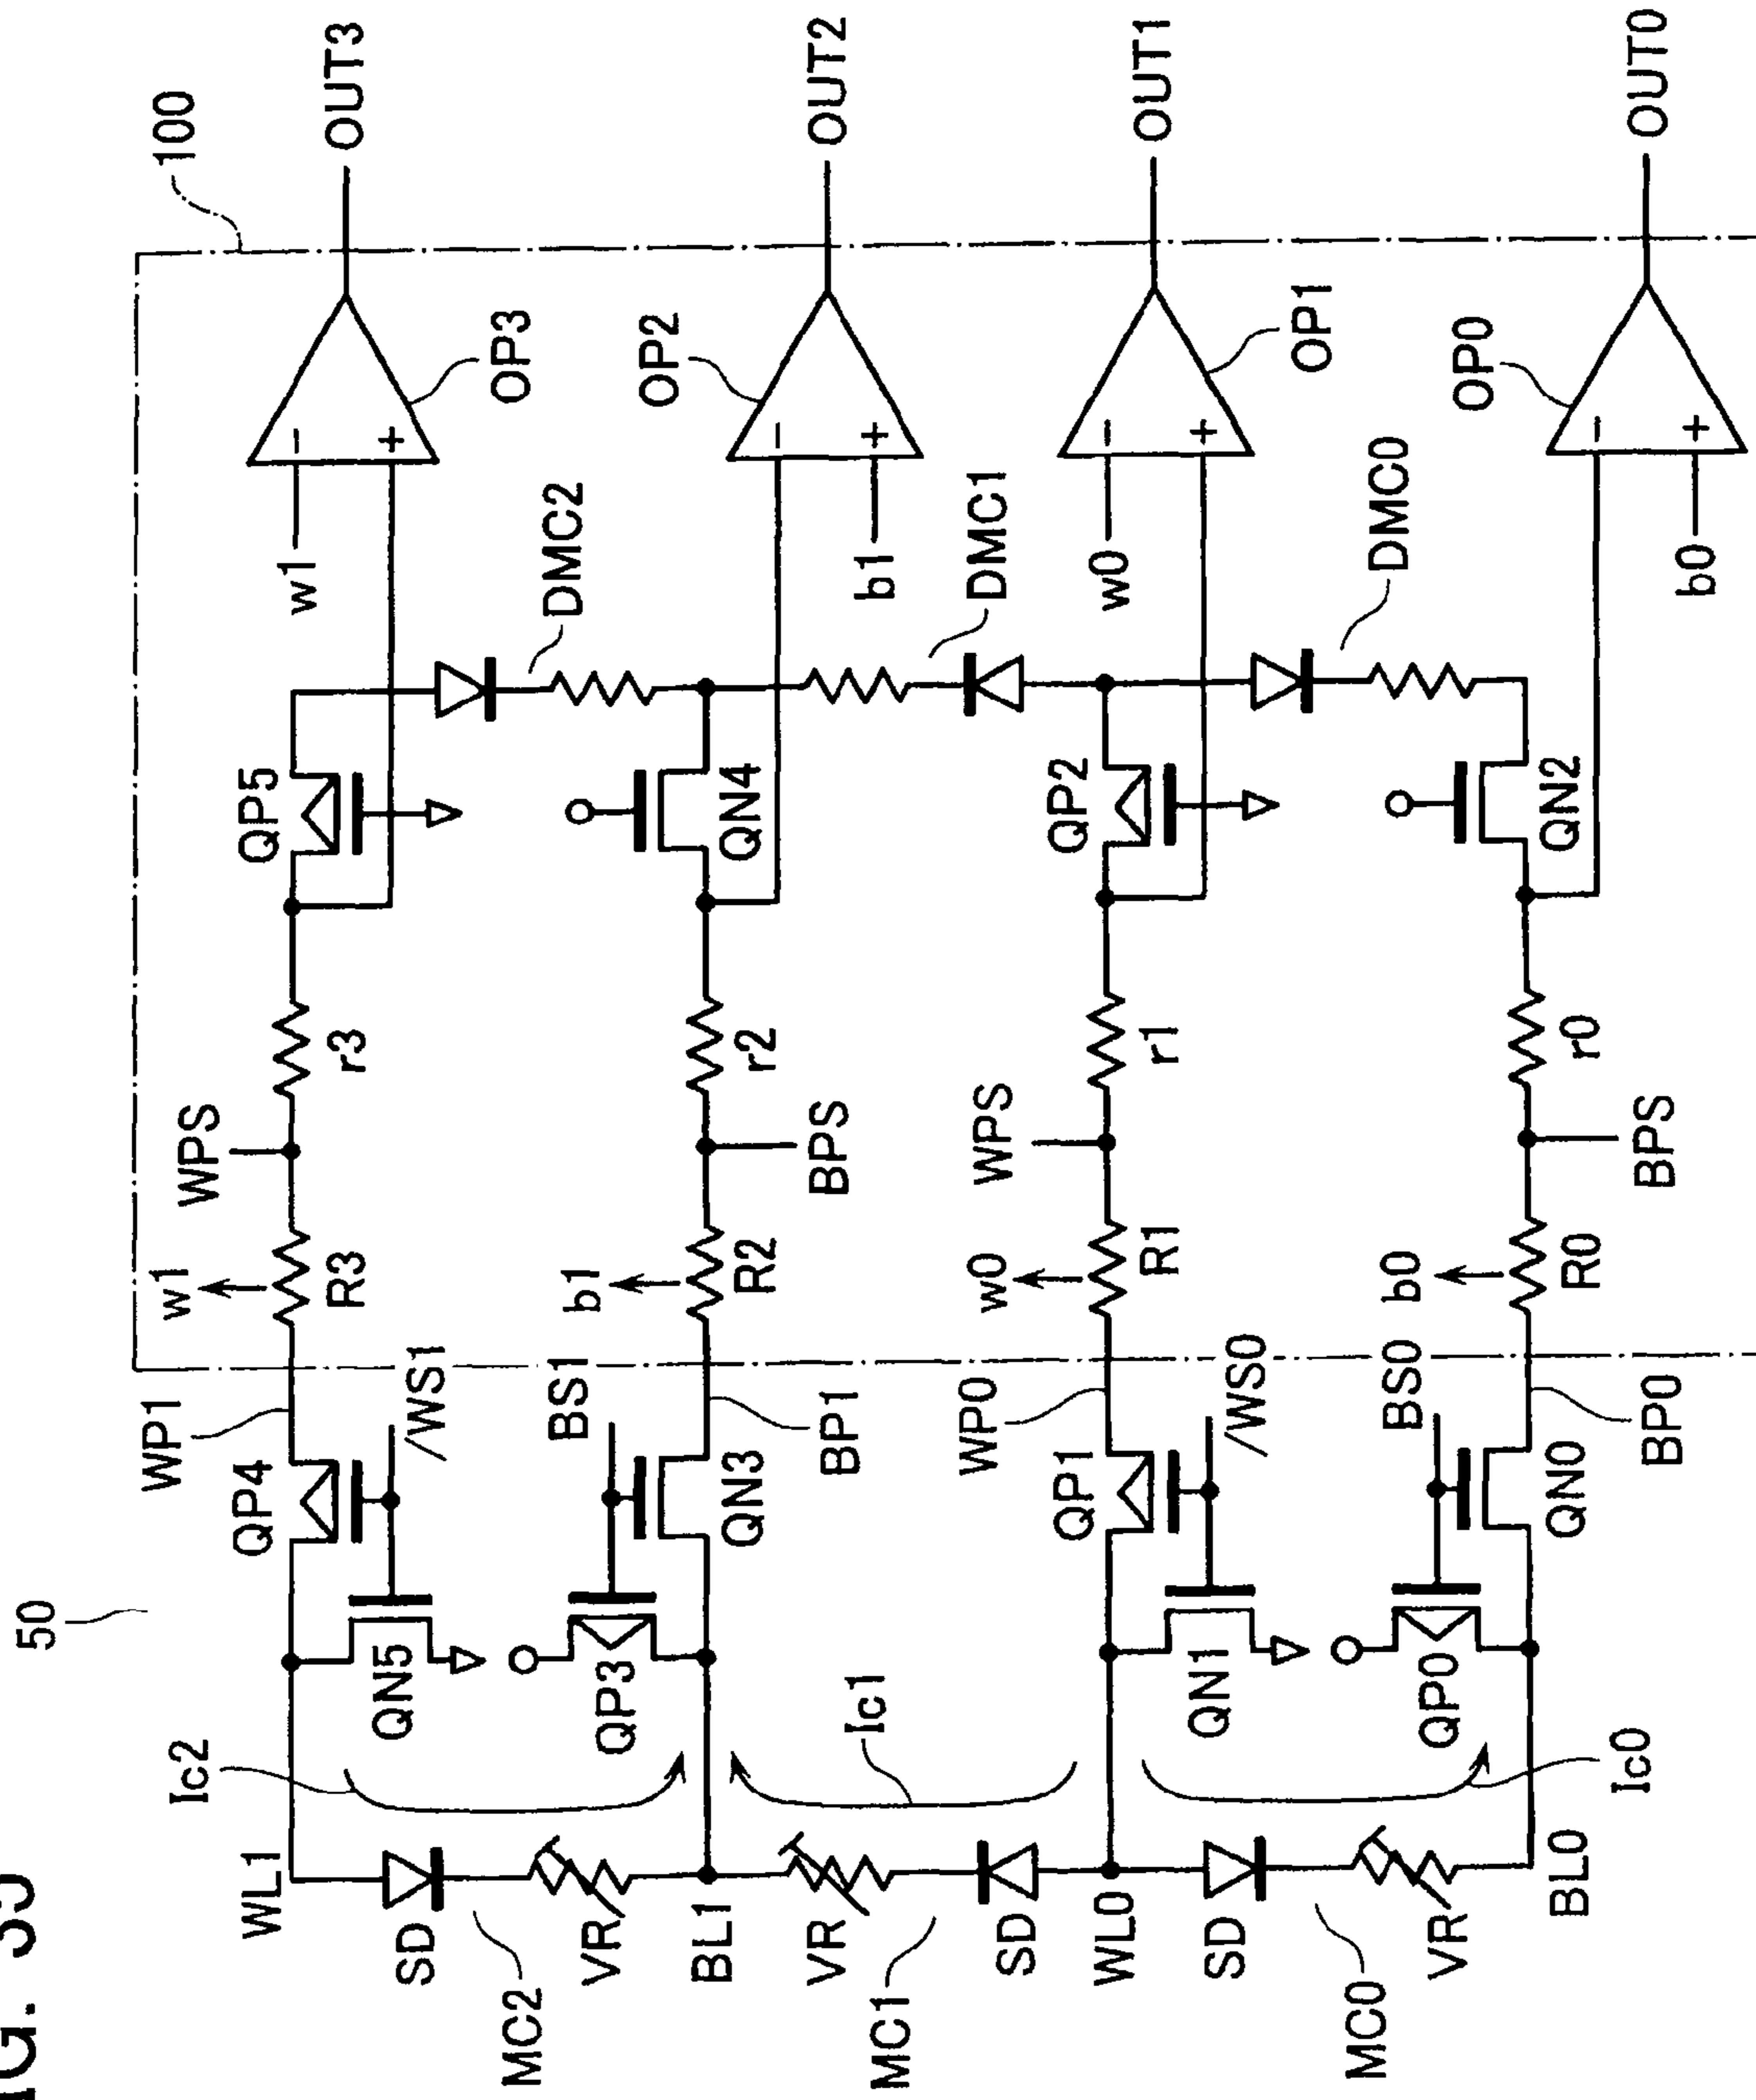 50
100
WP1
w1
WPS
QP5
w1
OUT3
QP4
R3
r3
OP3
/WS1
DMC2
WL1
Ic2
QN5
SD
MC2
VR
BS1
b1
QP3
QN3
R2
r2
QN4
OP2
OUT2
BL1
BP1
BPS
b1
DMC1
VR
Ic1
MC1
SD
WP0
w0
WPS
QP2
w0
OUT1
WL0
QP1
R1
r1
OP1
/WS0
QN1
DMC0
SD
BS0
b0
OP0
OUT0
MC0
VR
QP0
QN0
R0
r0
QN2
BL0
Ic0
BP0
BPS
b0